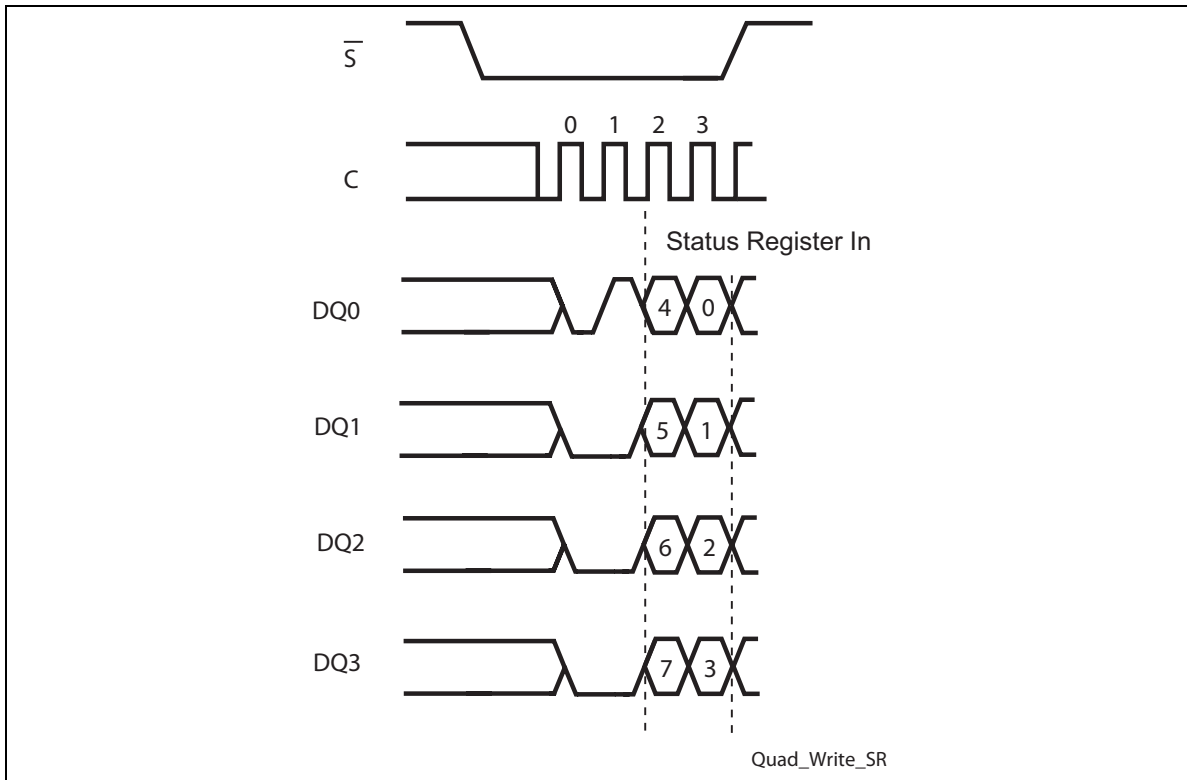 S̅
0 1 2 3
C
Status Register In
DQ0 4 0
DQ1 5 1
DQ2 6 2
DQ3 7 3
Quad_Write_SR